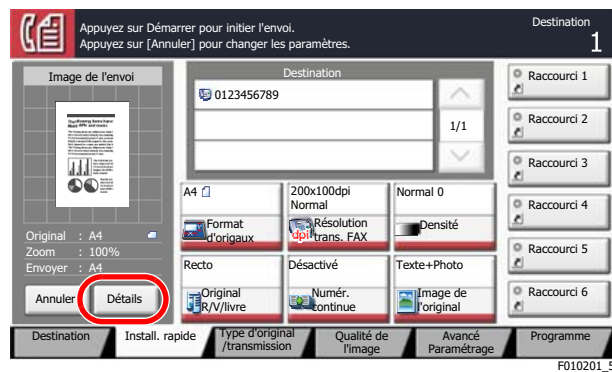 Appuyez sur Démarrer pour initier l'envoi.
Appuyez sur [Annuler] pour changer les paramètres.
Destination
1
Image de l'envoi
Original : A4
Zoom : 100%
Envoyer : A4
Annuler
Détails
Destination
0123456789
1/1
A4
Format
d'origaux
200x100dpi
Normal
dpi
Résolution
trans. FAX
Normal 0
Densité
Recto
Original
R/V/livre
Désactivé
Numér.
continue
Texte+Photo
Image de
l'original
Raccourci 1
Raccourci 2
Raccourci 3
Raccourci 4
Raccourci 5
Raccourci 6
Destination
Install. rapide
Type d'original
/transmission
Qualité de
l'image
Avancé
Paramétrage
Programme